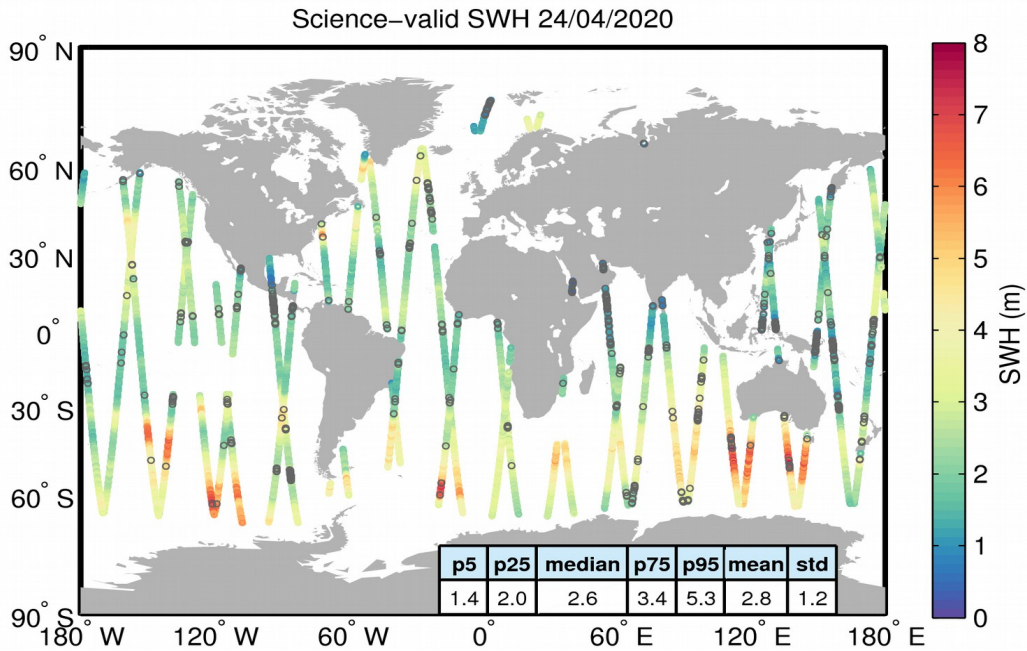 Science−valid SWH 24/04/2020
90° N
60° N
30° N
0°
30° S
60° S
90° S
180° W
120° W
60° W
0°
60° E
120° E
180° E
p5 p25 median p75 p95 mean std
1.4 2.0 2.6 3.4 5.3 2.8 1.2
8
7
6
5
4
3
2
1
0
SWH (m)